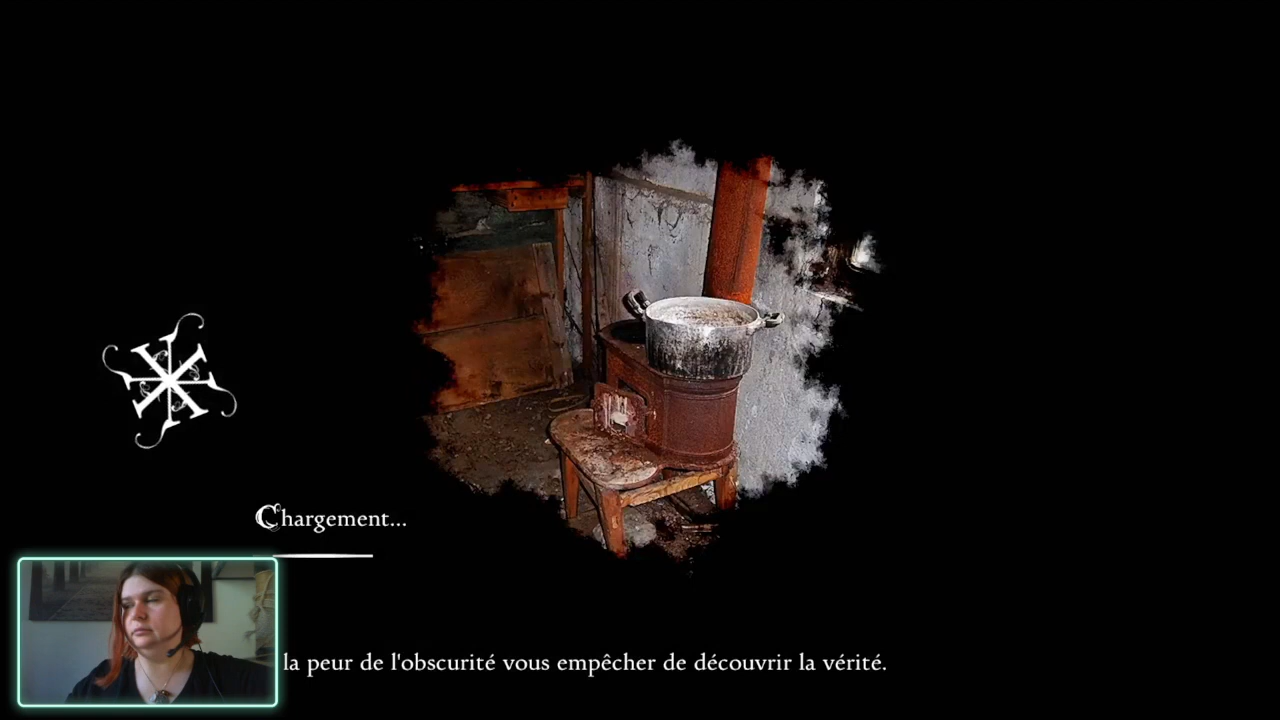 Chargement...
la peur de l'obscurité vous empêcher de découvrir la vérité.